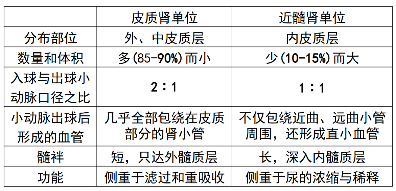 皮质肾单位 近髓肾单位
分布部位 外、中皮质层 内皮质层
数量和体积 多(85-90%)而小 少(10-15%)而大
入球与出球小 2:1 1:1
动脉口径之比
小动脉出球后 几乎全部包绕在皮质 不仅包绕近曲、远曲小管
形成的血管 部分的肾小管 周围，还形成直小血管
髓袢 短，只达外髓质层 长，深入内髓质层
功能 侧重于滤过和重吸收 侧重于尿的浓缩与稀释